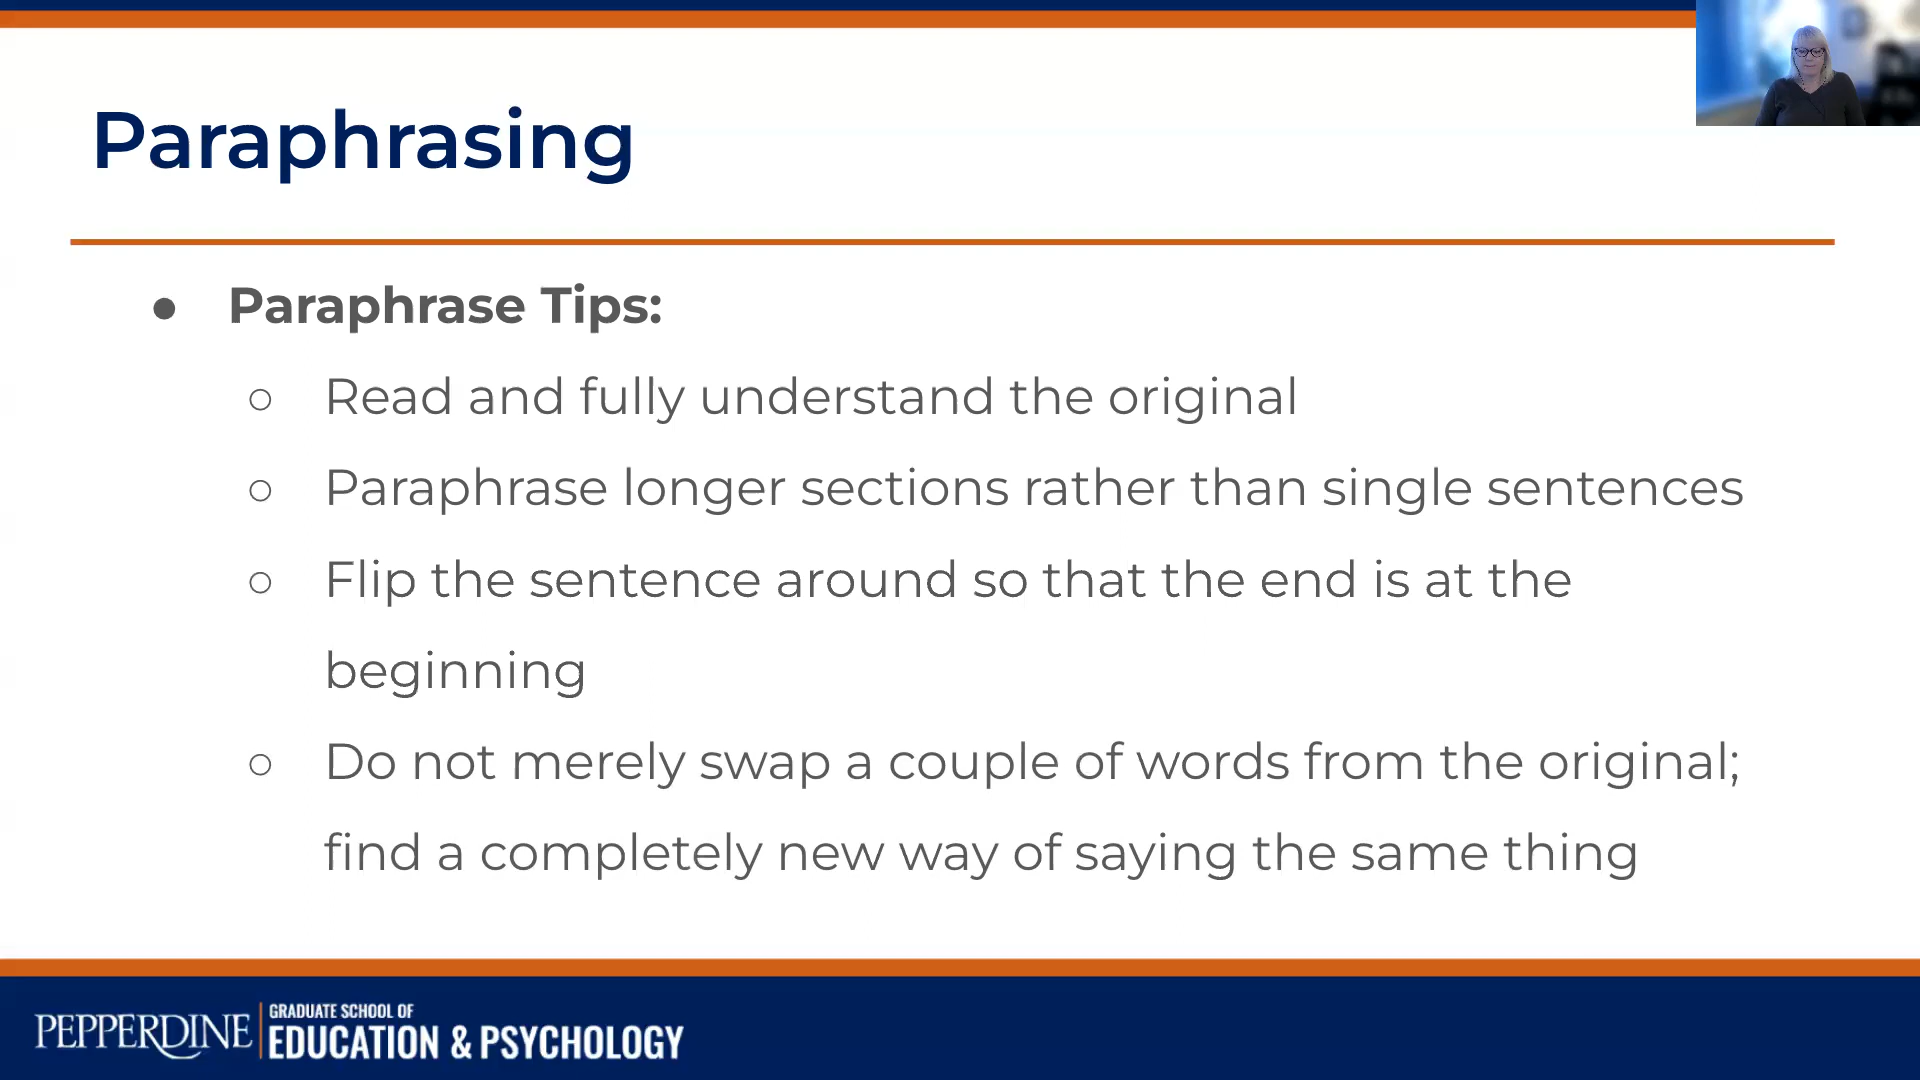 Paraphrasing
● Paraphrase Tips:
○ Read and fully understand the original
○ Paraphrase longer sections rather than single sentences
○ Flip the sentence around so that the end is at the
beginning
○ Do not merely swap a couple of words from the original;
find a completely new way of saying the same thing
PEPPERDINE
GRADUATE SCHOOL OF
EDUCATION & PSYCHOLOGY